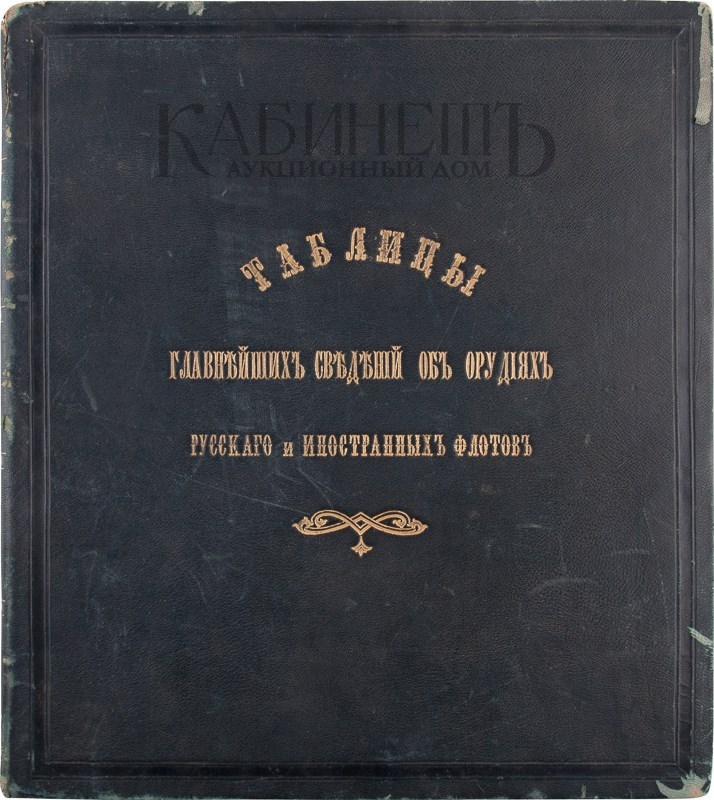 КАБИНЕТЪ
АУКЦИОННЫЙ ДОМ
ТАБЛИЦЫ
ГЛАВНѢЙШИХЪ СВѢДѢНІЙ ОБЪ ОРУДІЯХЪ
РУССКАГО И ИНОСТРАННЫХЪ ФЛОТОВЪ